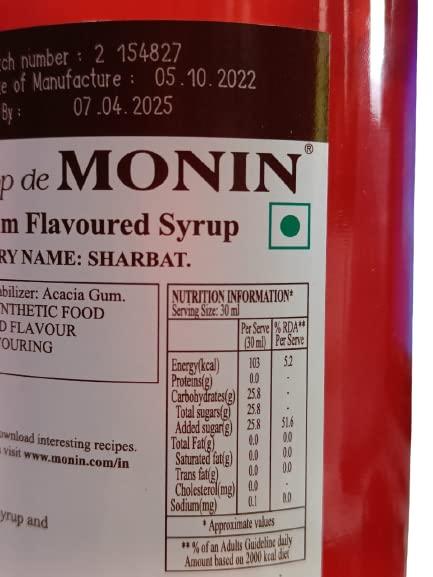 ch number : 2 154827
e of Manufacture : 05.10.2022
By : 07.04.2025
p de MONIN®
m Flavoured Syrup
RY NAME: SHARBAT.
abilizer: Acacia Gum.
NTHETIC FOOD
D FLAVOUR
OURING
NUTRITION INFORMATION*
Serving Size: 30 ml
Per Serve (30 ml) % RDA** Per Serve
Energy(kcal) 103 5.2
Proteins(g) 0.0 -
Carbohydrates(g) 25.8 -
Total sugars(g) 25.8 -
Added sugar(g) 25.8 51.6
Total Fat(g) 0.0 0.0
Saturated fat(g) 0.0 0.0
Trans fat(g) 0.0 0.0
Cholesterol(mg) 0.0 -
Sodium(mg) 0.1 0.0
* Approximate values
** % of an Adults Guideline daily
Amount based on 2000 kcal diet
ownload interesting recipes.
visit www.monin.com/in
yrup and